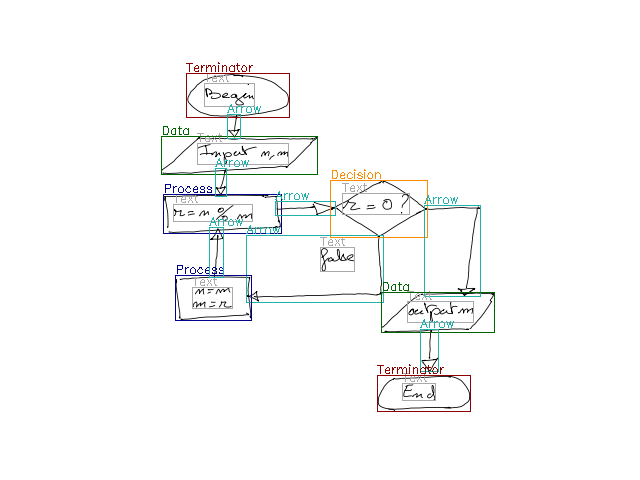 Terminator
Text
Begin
Arrow
Data
Text
Input n, m
Arrow
Process
Text
r = n % m
Arrow
Arrow
Decision
Text
r = 0 ?
Arrow
Arrow
Text
false
Process
Text
n = m
m = r
Data
Text
output m
Arrow
Terminator
Text
End